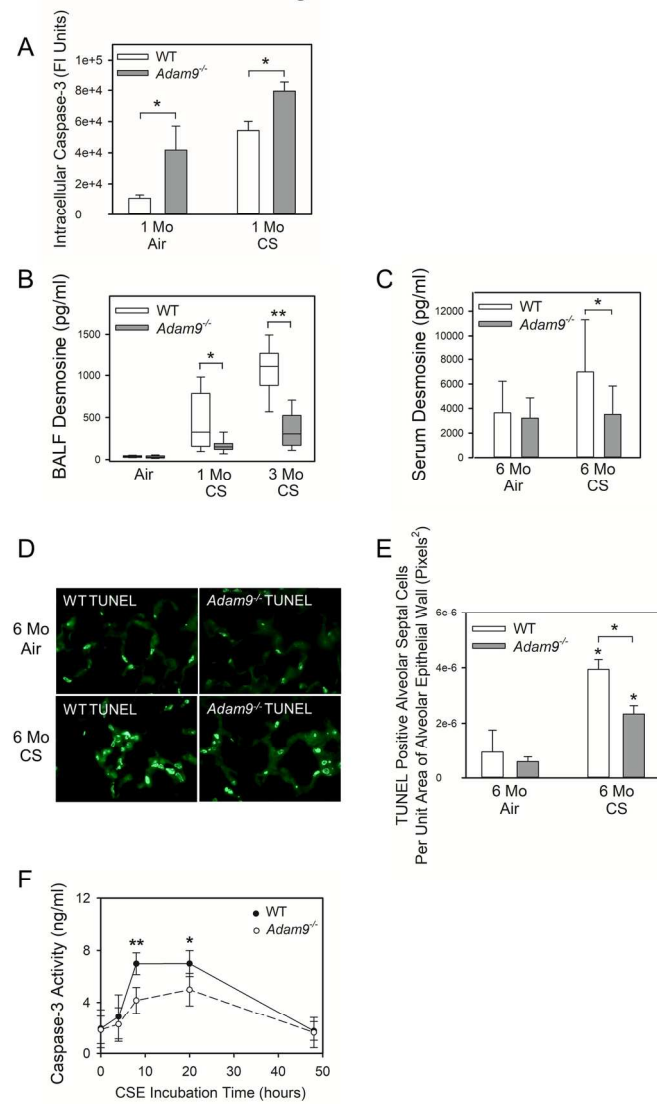 A
Intracellular Caspase-3 (FI Units)
WT
Adam9-/-
1e+5
8e+4
6e+4
4e+4
2e+4
0
*
*
1 Mo
Air
1 Mo
CS
B
BALF Desmosine (pg/ml)
WT
Adam9-/-
1500
1000
500
0
*
**
Air
1 Mo
CS
3 Mo
CS
C
Serum Desmosine (pg/ml)
WT
Adam9-/-
12000
10000
8000
6000
4000
2000
0
*
6 Mo
Air
6 Mo
CS
D
6 Mo
Air
WT TUNEL
Adam9-/- TUNEL
6 Mo
CS
WT TUNEL
Adam9-/- TUNEL
E
TUNEL Positive Alveolar Septal Cells
Per Unit Area of Alveolar Epithelial Wall (Pixels²)
6e-6
4e-6
2e-6
0
WT
Adam9-/-
*
*
*
6 Mo
Air
6 Mo
CS
F
Caspase-3 Activity (ng/ml)
12
8
4
0
WT
Adam9-/-
**
*
0 10 20 30 40 50
CSE Incubation Time (hours)